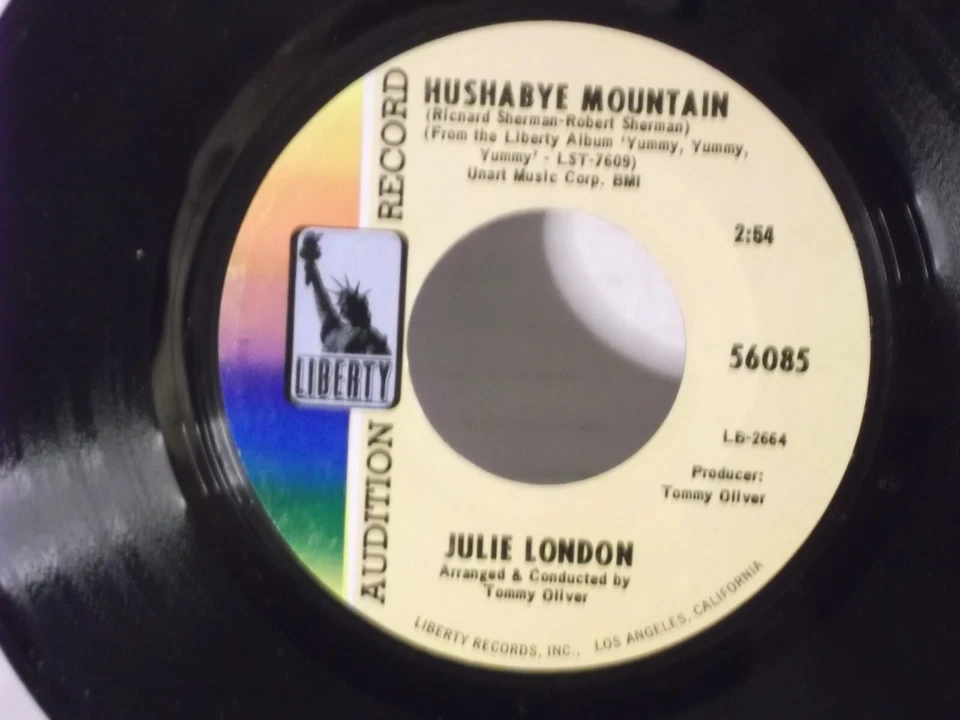 HUSHABYE MOUNTAIN
(Richard Sherman-Robert Sherman)
(From the Liberty Album 'Yummy, Yummy,
Yummy' - LST-7609)
Unart Music Corp. BMI
2:54
56085
LB-2664
Producer:
Tommy Oliver
AUDITION RECORD
LIBERTY
JULIE LONDON
Arranged & Conducted by
Tommy Oliver
LIBERTY RECORDS, INC., LOS ANGELES, CALIFORNIA